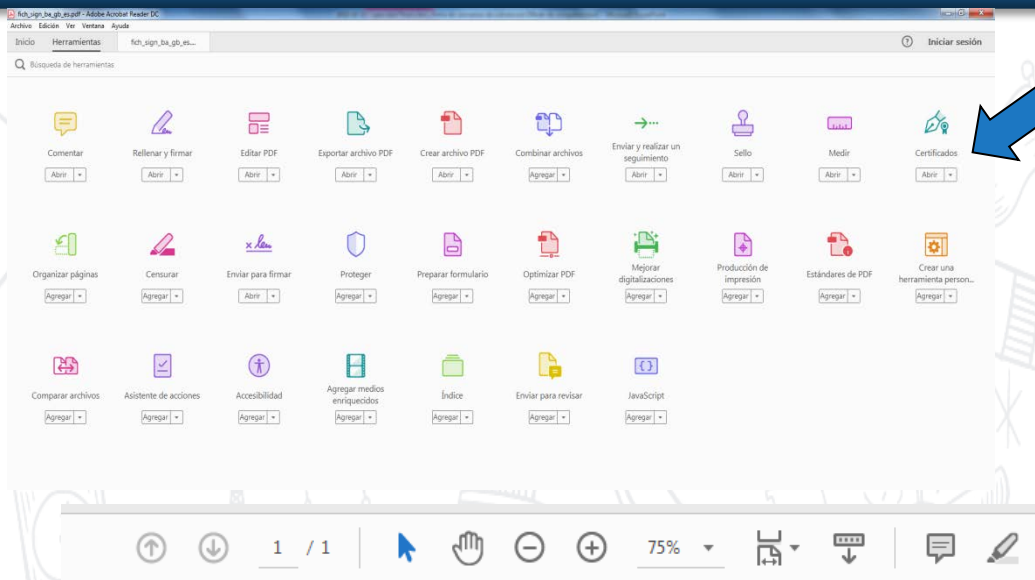 fich_sign_ba_gb_es.pdf - Adobe Acrobat Reader DC
Archivo Edición Ver Ventana Ayuda
Inicio Herramientas fich_sign_ba_gb_es... Iniciar sesión
Búsqueda de herramientas
Comentar Rellenar y firmar Editar PDF Exportar archivo PDF Crear archivo PDF Combinar archivos Enviar y realizar un seguimiento Sello Medir Certificados
Abrir Abrir Abrir Abrir Abrir Agregar Abrir Abrir Abrir Abrir
Organizar páginas Censurar Enviar para firmar Proteger Preparar formulario Optimizar PDF Mejorar digitalizaciones Producción de impresión Estándares de PDF Crear una herramienta person...
Agregar Agregar Abrir Agregar Agregar Agregar Agregar Agregar Agregar Agregar
Comparar archivos Asistente de acciones Accesibilidad Agregar medios enriquecidos Índice Enviar para revisar JavaScript
Agregar Agregar Agregar Agregar Agregar Agregar Agregar
1 / 1 75%